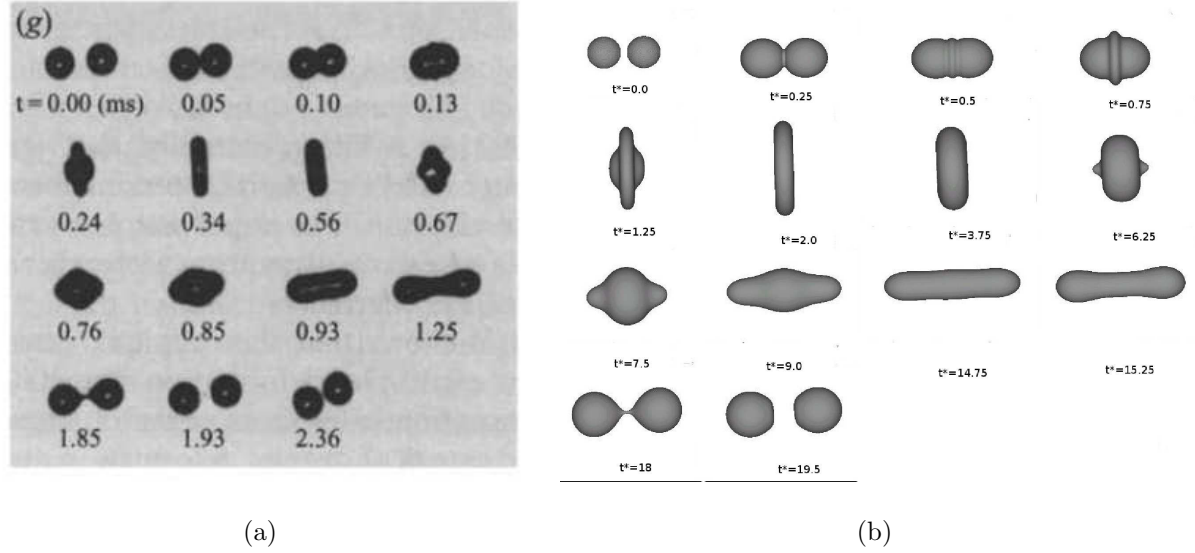 (g)
t = 0.00 (ms) 0.05 0.10 0.13
0.24 0.34 0.56 0.67
0.76 0.85 0.93 1.25
1.85 1.93 2.36
(a)
t*=0.0 t*=0.25 t*=0.5 t*=0.75
t*=1.25 t*=2.0 t*=3.75 t*=6.25
t*=7.5 t*=9.0 t*=14.75 t*=15.25
t*=18 t*=19.5
(b)